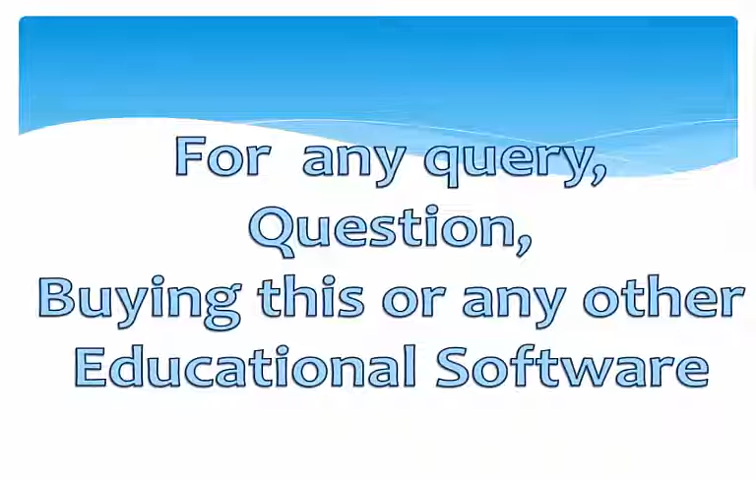 For any query,
Question,
Buying this or any other
Educational Software